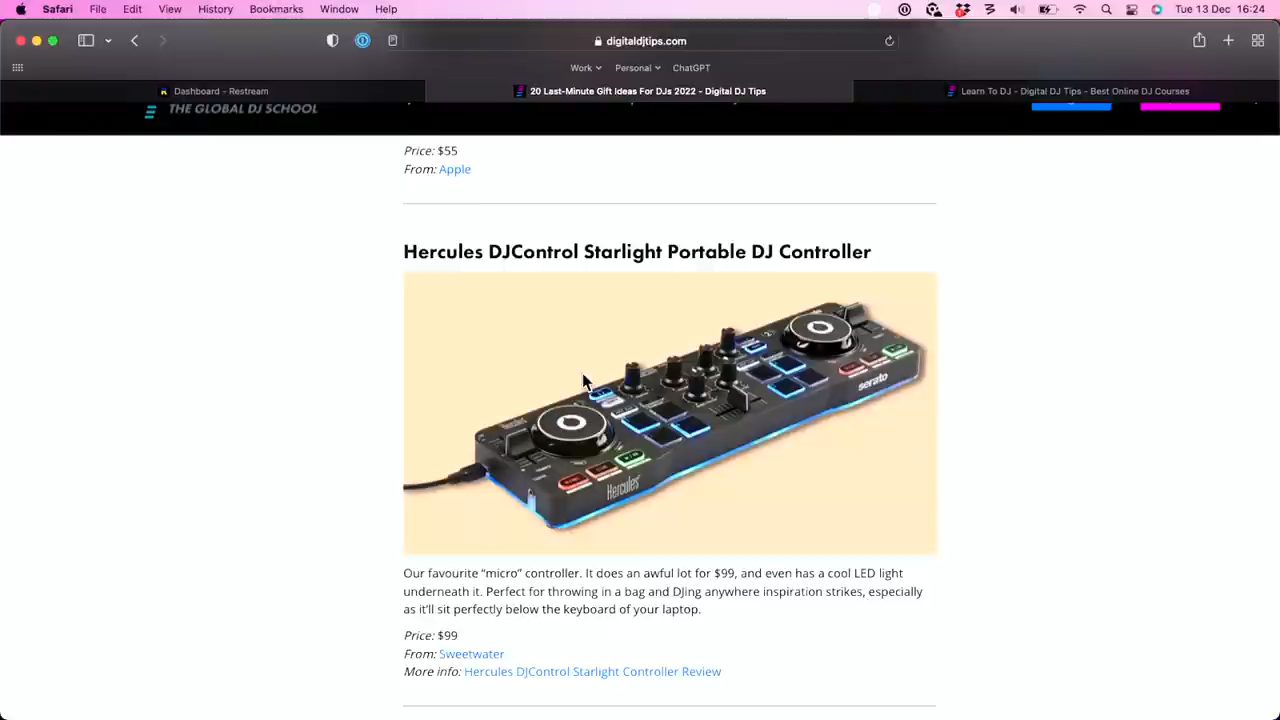 Safari File Edit View History Bookmarks Window Help Tue 13 Dec 16:24
digitaldjtips.com
Work Personal ChatGPT
Dashboard - Restream 20 Last-Minute Gift Ideas For DJs 2022 - Digital DJ Tips Learn To DJ - Digital DJ Tips - Best Online DJ Courses
THE GLOBAL DJ SCHOOL
Price: $55
From: Apple
Hercules DJControl Starlight Portable DJ Controller
serato
Hercules
Our favourite “micro” controller. It does an awful lot for $99, and even has a cool LED light
underneath it. Perfect for throwing in a bag and DJing anywhere inspiration strikes, especially
as it’ll sit perfectly below the keyboard of your laptop.
Price: $99
From: Sweetwater
More info: Hercules DJControl Starlight Controller Review